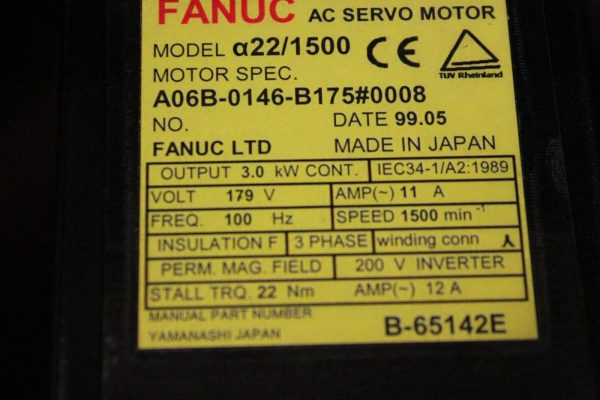 FANUC AC SERVO MOTOR
MODEL α22/1500 CE
TUV Rheinland
MOTOR SPEC.
A06B-0146-B175#0008
NO. DATE 99.05
FANUC LTD MADE IN JAPAN
OUTPUT 3.0 kW CONT. IEC34-1/A2:1989
VOLT 179 V AMP(~) 11 A
FREQ. 100 Hz SPEED 1500 min⁻¹
INSULATION F 3 PHASE winding conn
PERM. MAG. FIELD 200 V INVERTER
STALL TRQ. 22 Nm AMP(~) 12 A
MANUAL PART NUMBER B-65142E
YAMANASHI JAPAN